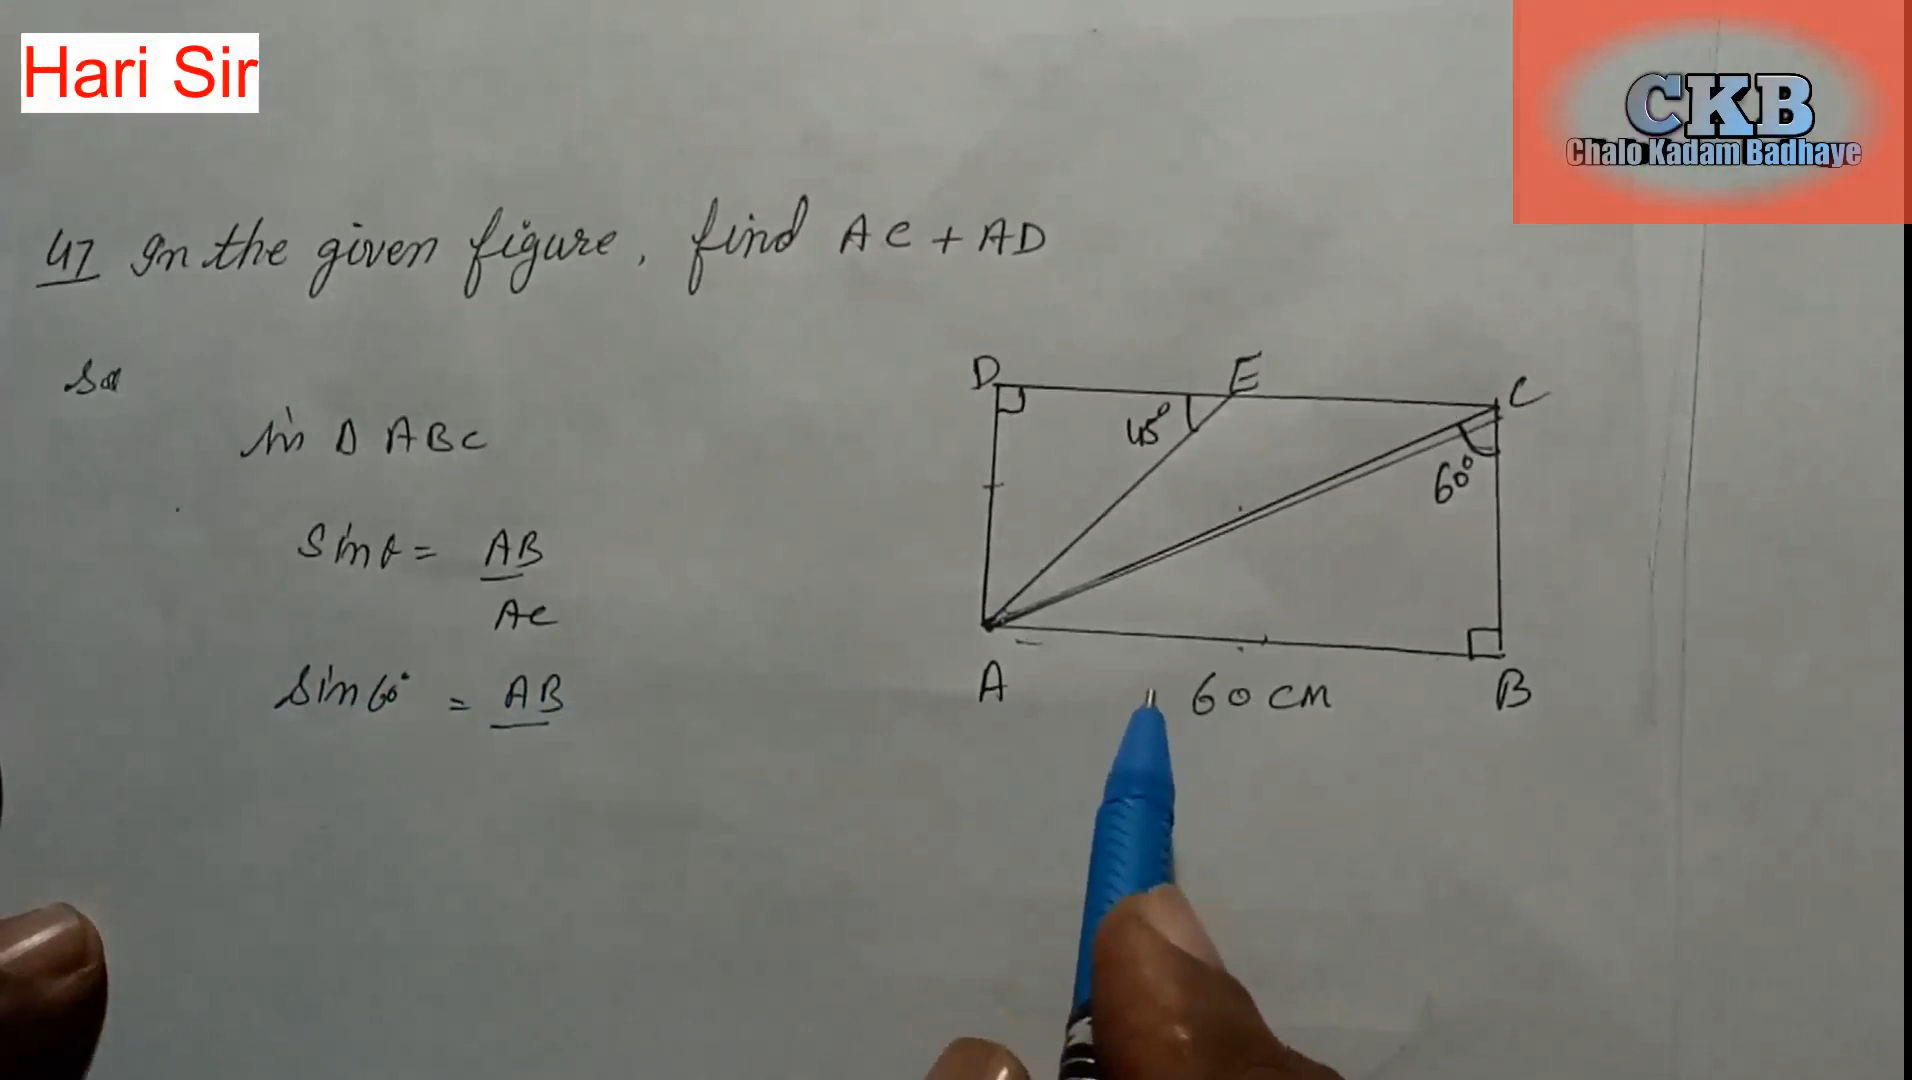 Hari Sir
CKB
Chalo Kadam Badhaye
47 In the given figure, find AC + AD
Sol
in Δ ABC
Sinθ = AB
AC
Sin60° = AB
D E C
45°
60°
A 60 CM B